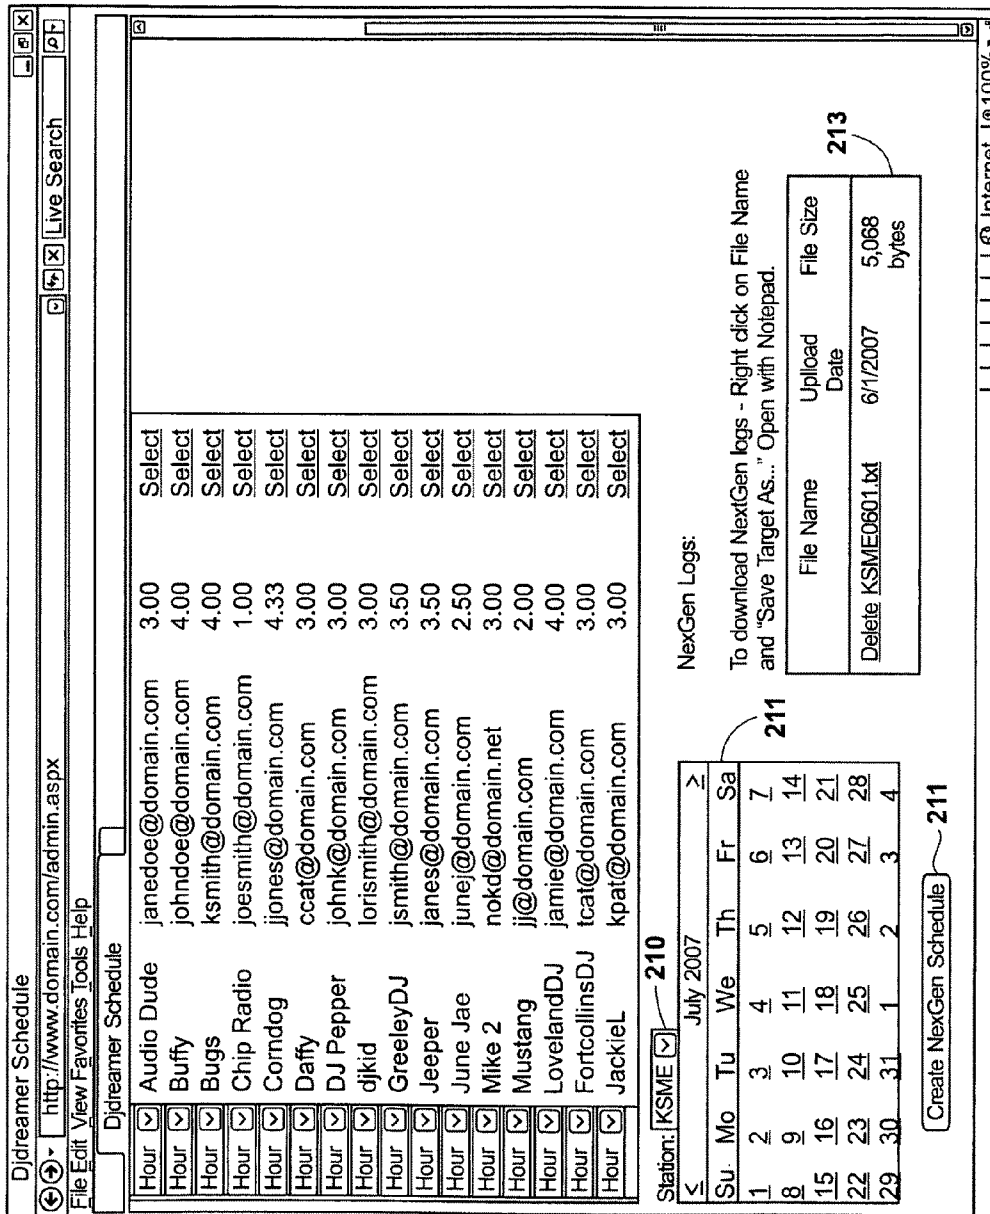 Djdreamer Schedule
http://www.domain.com/admin.aspx
Live Search
File Edit View Favorites Tools Help
Djdreamer Schedule
Hour Audio Dude janedoe@domain.com 3.00 Select
Hour Buffy johndoe@domain.com 4.00 Select
Hour Bugs ksmith@domain.com 4.00 Select
Hour Chip Radio joesmith@domain.com 1.00 Select
Hour Corndog jjones@domain.com 4.33 Select
Hour Daffy ccat@domain.com 3.00 Select
Hour DJ Pepper johnk@domain.com 3.00 Select
Hour djkid lorismith@domain.com 3.00 Select
Hour GreeleyDJ jsmith@domain.com 3.50 Select
Hour Jeeper janes@domain.com 3.50 Select
Hour June Jae junej@domain.com 2.50 Select
Hour Mike 2 nokd@domain.net 3.00 Select
Hour Mustang jj@domain.com 2.00 Select
Hour LovelandDJ jamie@domain.com 4.00 Select
Hour FortcollinsDJ tcat@domain.com 3.00 Select
Hour JackieL kpat@domain.com 3.00 Select
Station: KSME 210
< July 2007 >
Su Mo Tu We Th Fr Sa 211
1 2 3 4 5 6 7
8 9 10 11 12 13 14
15 16 17 18 19 20 21
22 23 24 25 26 27 28
29 30 31 1 2 3 4
Create NexGen Schedule 211
NexGen Logs:
To download NextGen logs - Right click on File Name
and "Save Target As..." Open with Notepad.
File Name Uplload Date File Size
Delete KSME0601.txt 6/1/2007 5,068 bytes
213
Internet 100%